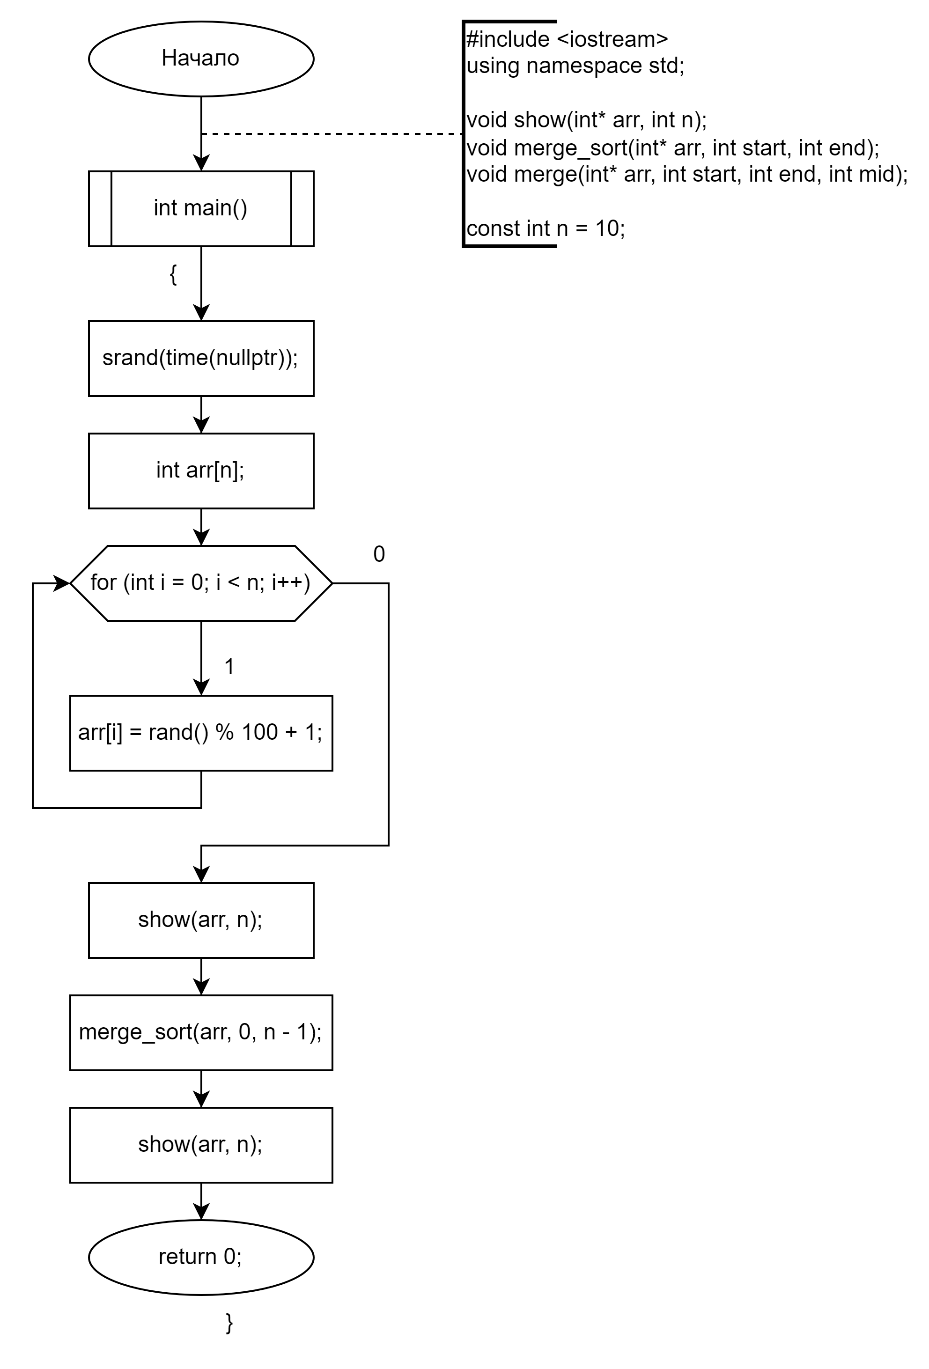 Начало
#include <iostream>
using namespace std;
void show(int* arr, int n);
void merge_sort(int* arr, int start, int end);
void merge(int* arr, int start, int end, int mid);
const int n = 10;
int main()
{
srand(time(nullptr));
int arr[n];
0
for (int i = 0; i < n; i++)
1
arr[i] = rand() % 100 + 1;
show(arr, n);
merge_sort(arr, 0, n - 1);
show(arr, n);
return 0;
}